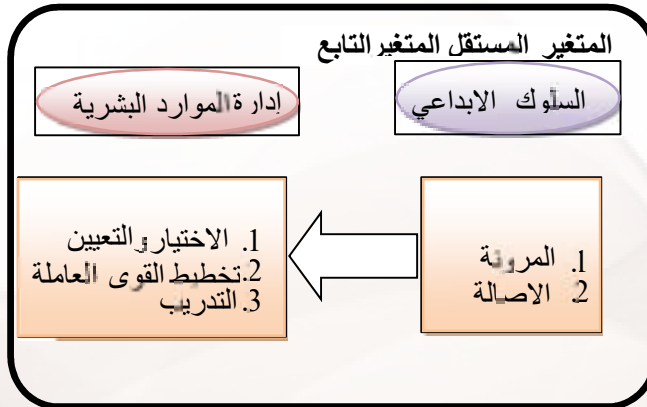 المتغير المستقل المتغير التابع
السلوك الابداعي
إدارة الموارد البشرية
1. المرونة
2. الاصالة
1. الاختيار و التعيين
2. تخطيط القوى العاملة
3. التدريب